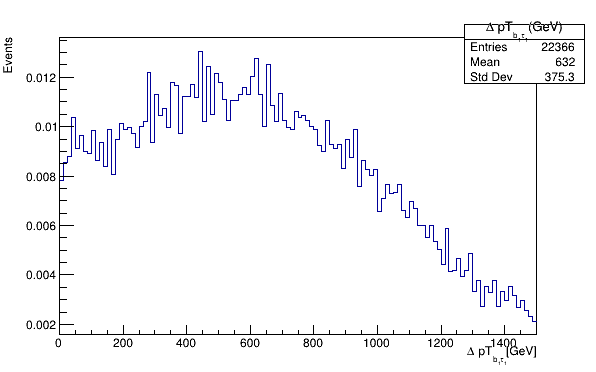 Δ pT_{b₁τ₁}(GeV)
Entries 22366
Mean 632
Std Dev 375.3
Events
0.012
0.01
0.008
0.006
0.004
0.002
0 200 400 600 800 1000 1200 1400
Δ pT_{b₁τ₁}[GeV]